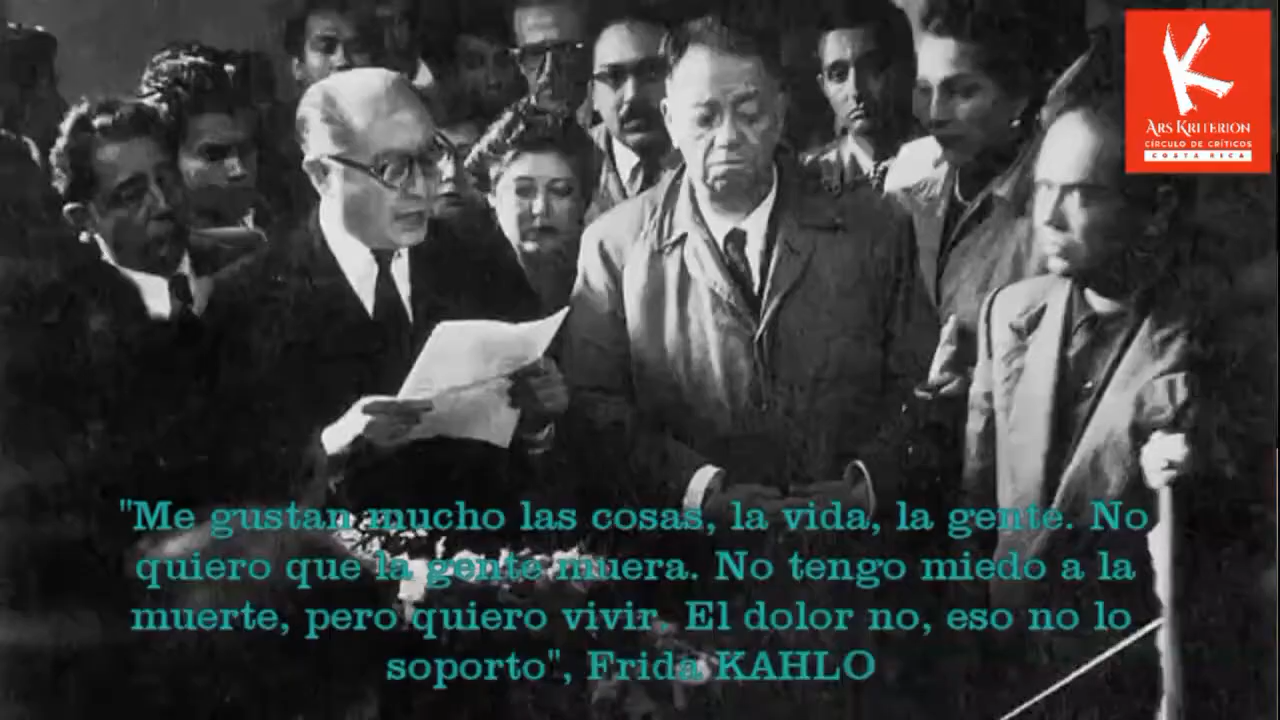 K
ARS KRITERION
CÍRCULO DE CRÍTICOS
COSTA RICA
"Me gustan mucho las cosas, la vida, la gente. No
quiero que la gente muera. No tengo miedo a la
muerte, pero quiero vivir. El dolor no, eso no lo
soporto", Frida KAHLO